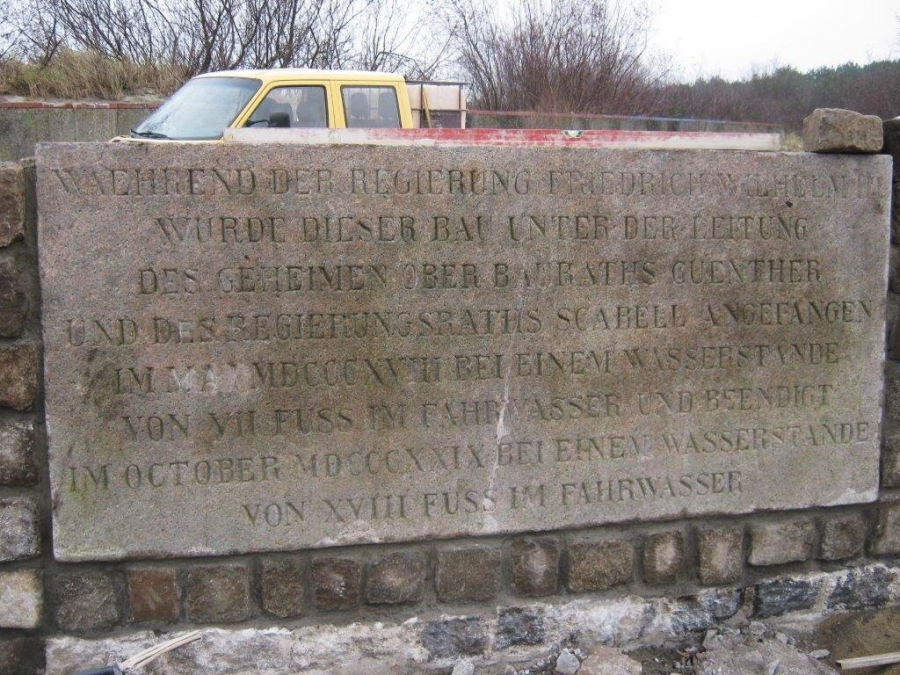 WAEHREND DER REGIERUNG FRIEDRICH WILHELM III
WURDE DIESER BAU UNTER DER LEITUNG
DES GEHEIMEN OBER BAURATHS GUENTHER
UND DES REGIERUNGSRATHS SCABELL ANGEFANGEN
IM MAI MDCCCXVIII BEI EINEM WASSERSTANDE
VON VII FUSS IM FAHRWASSER UND BEENDIGT
IM OCTOBER MDCCCXXIX BEI EINEM WASSERSTANDE
VON XVIII FUSS IM FAHRWASSER